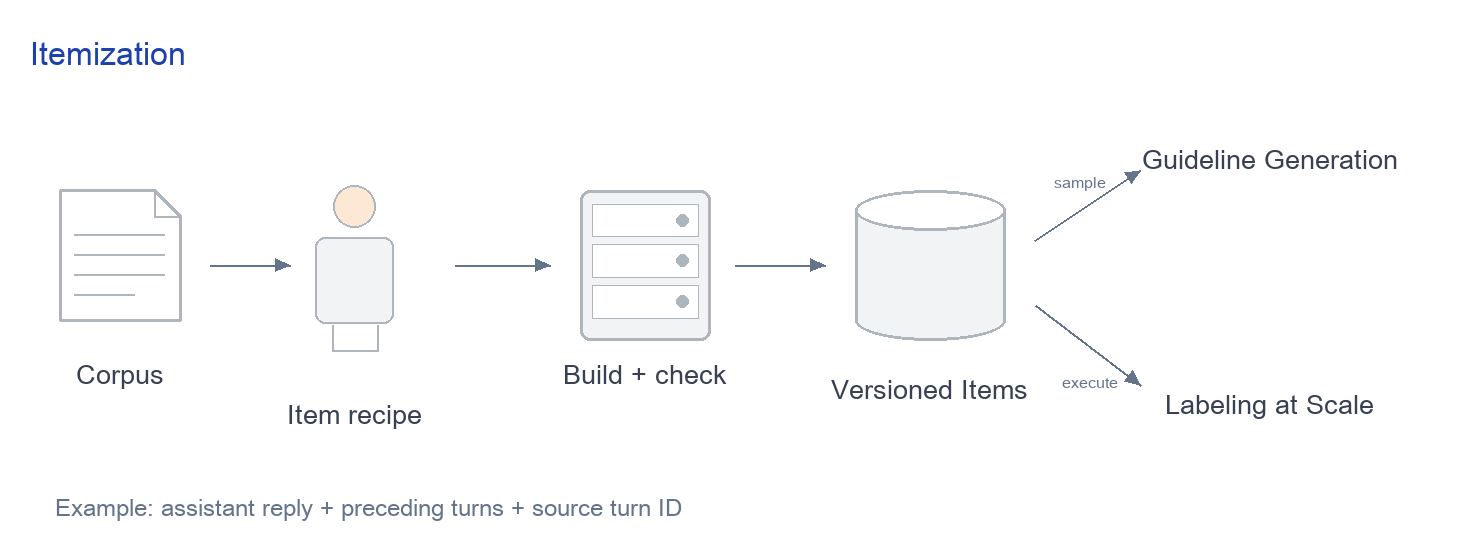 Itemization
Guideline Generation
sample
Corpus
Item recipe
Build + check
Versioned Items
execute
Labeling at Scale
Example: assistant reply + preceding turns + source turn ID